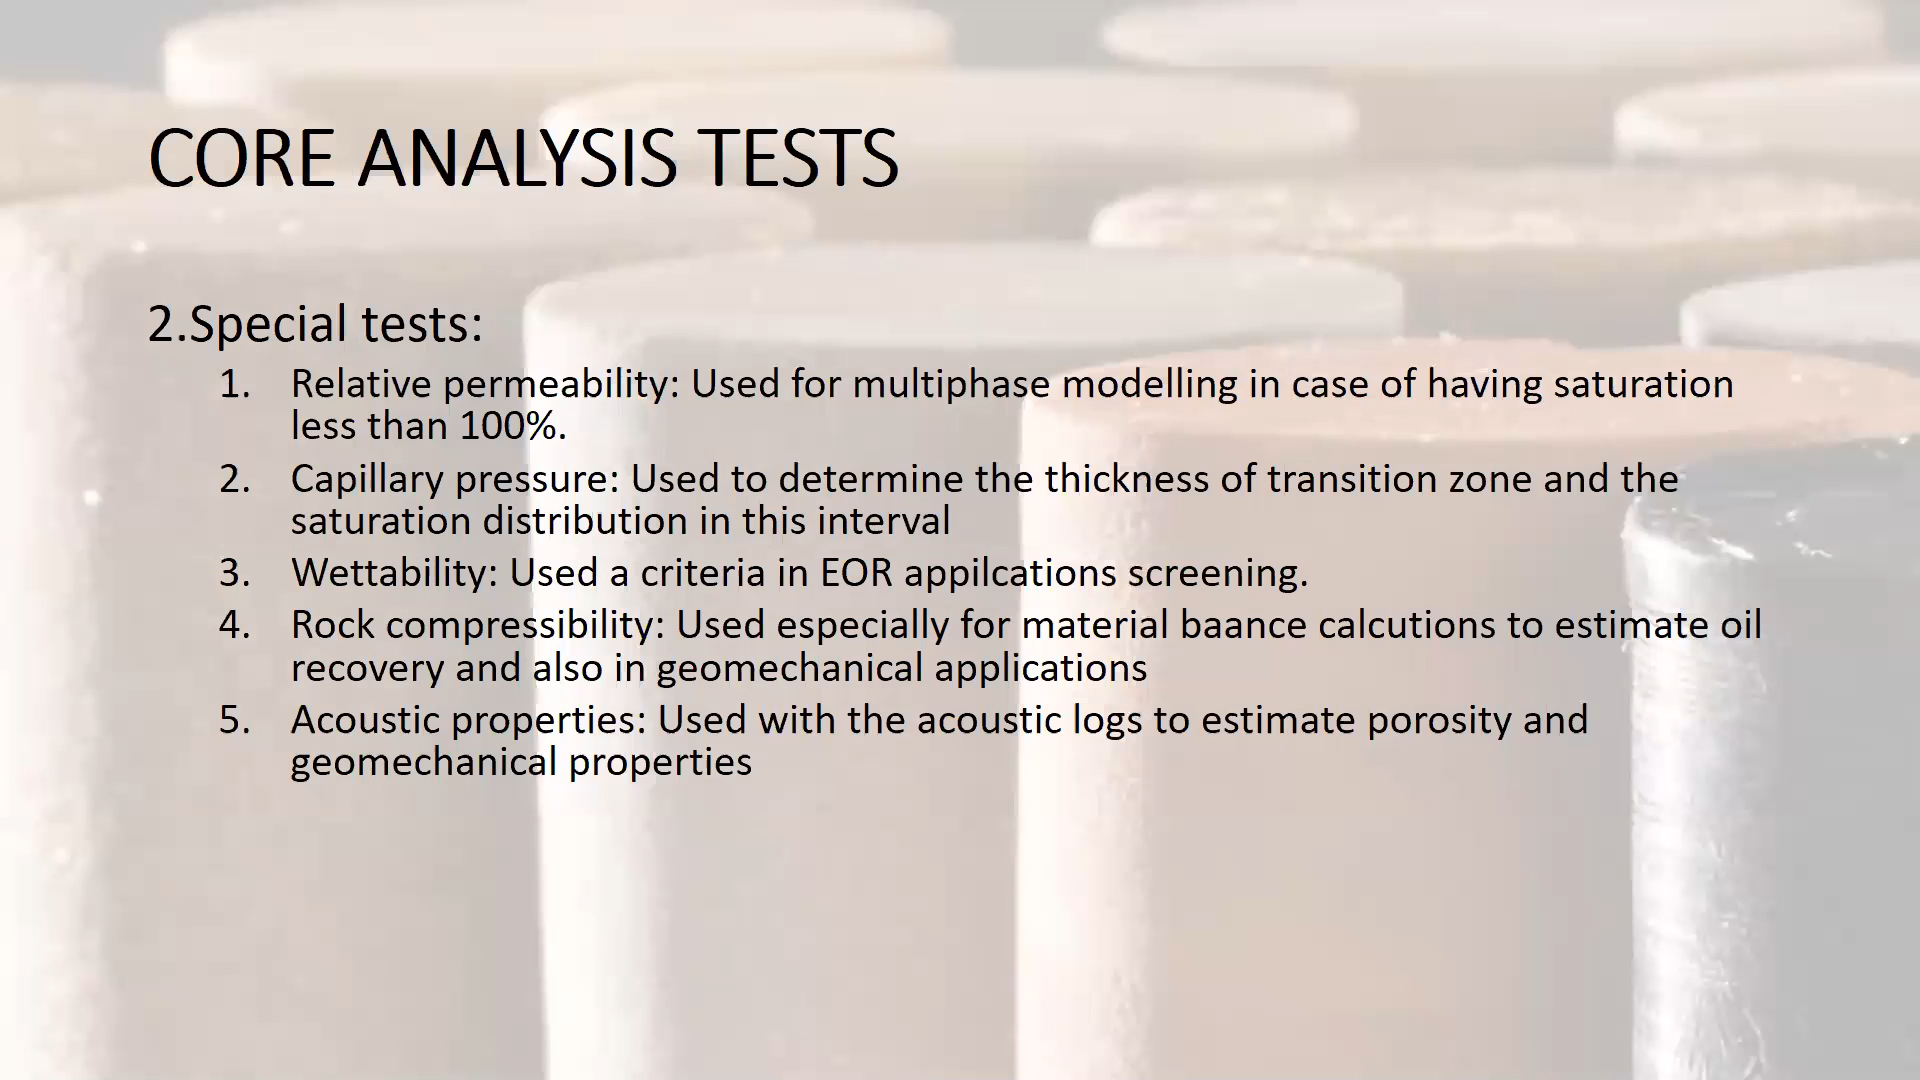 CORE ANALYSIS TESTS
2.Special tests:
1. Relative permeability: Used for multiphase modelling in case of having saturation
less than 100%.
2. Capillary pressure: Used to determine the thickness of transition zone and the
saturation distribution in this interval
3. Wettability: Used a criteria in EOR appilcations screening.
4. Rock compressibility: Used especially for material baance calcutions to estimate oil
recovery and also in geomechanical applications
5. Acoustic properties: Used with the acoustic logs to estimate porosity and
geomechanical properties